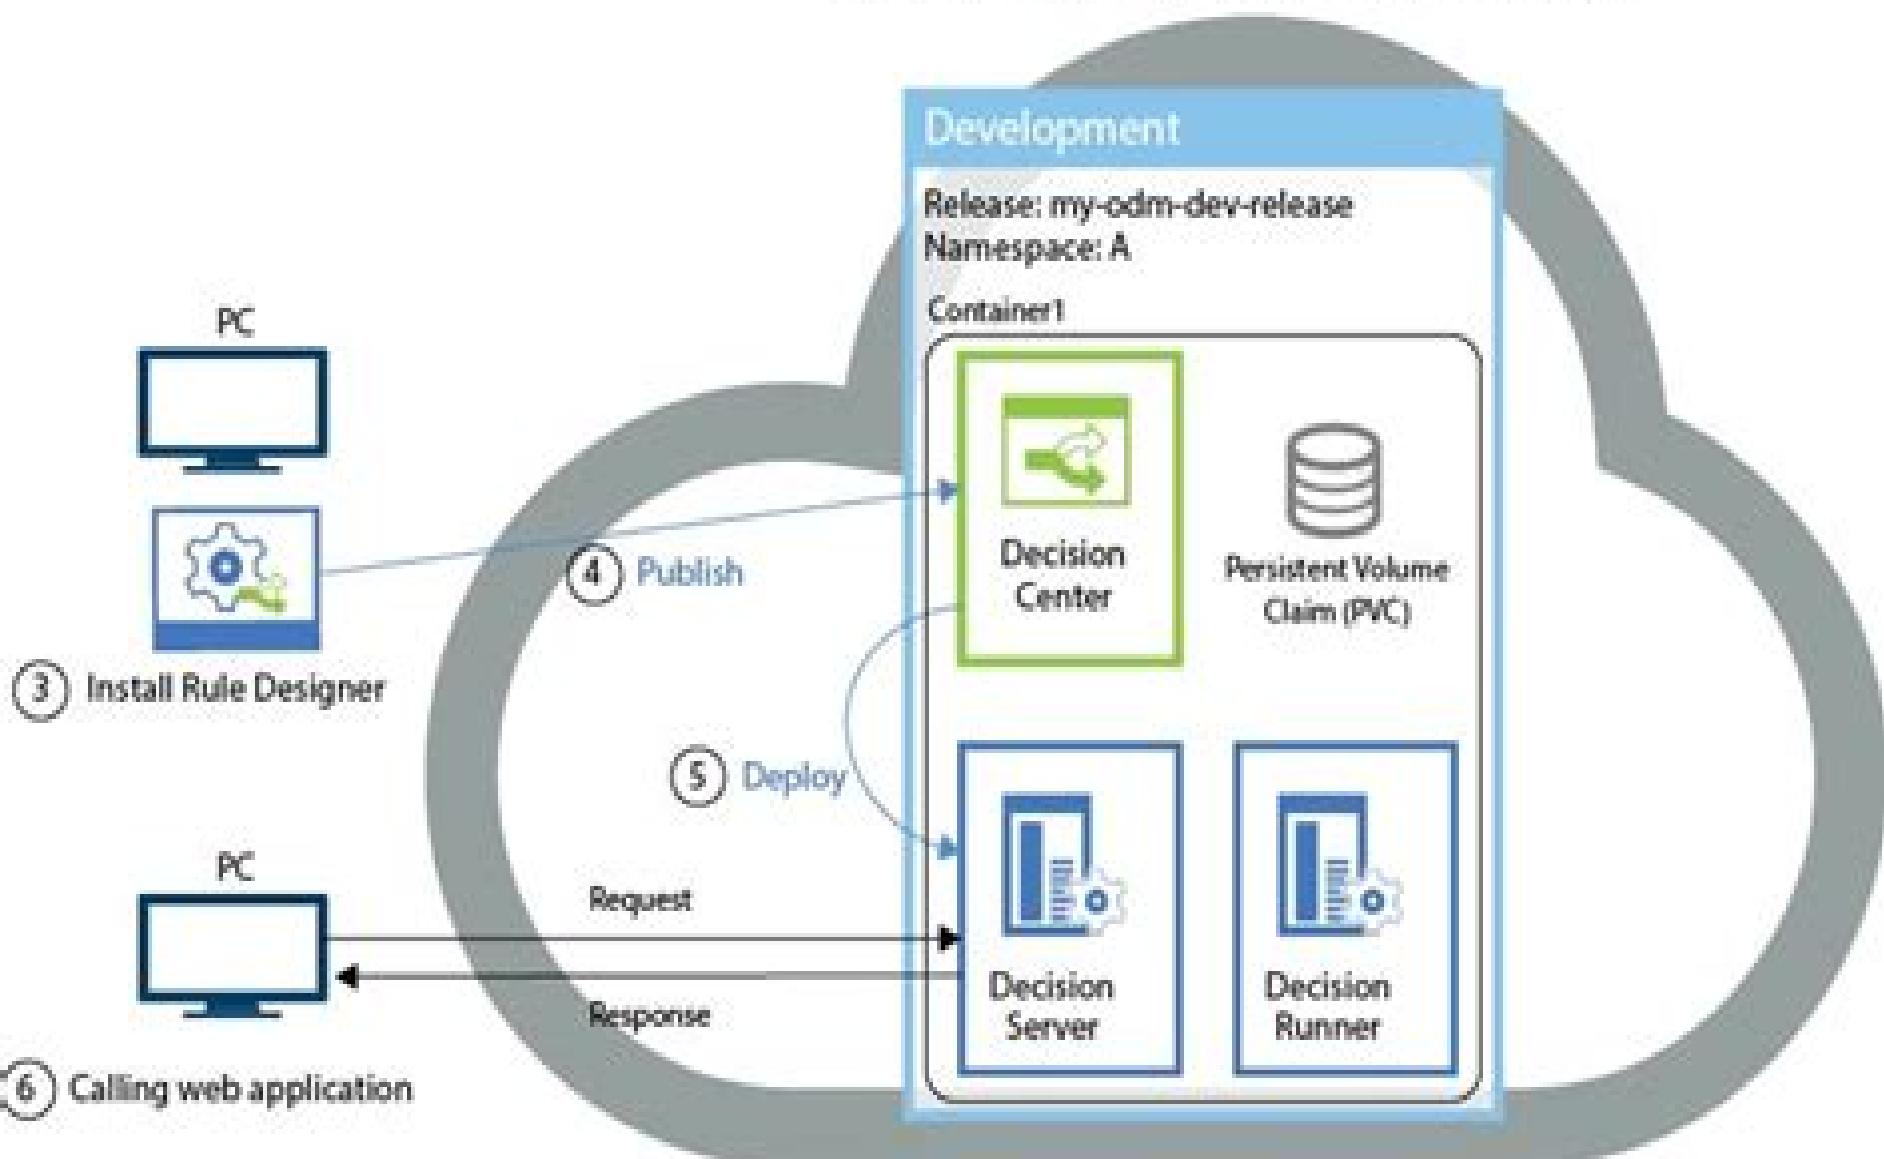 Development
Release: my-odm-dev-release
Namespace: A
Container1
PC
Decision
Center
Persistent Volume
Claim (PVC)
4 Publish
3 Install Rule Designer
5 Deploy
PC
Request
Response
Decision
Server
Decision
Runner
6 Calling web application